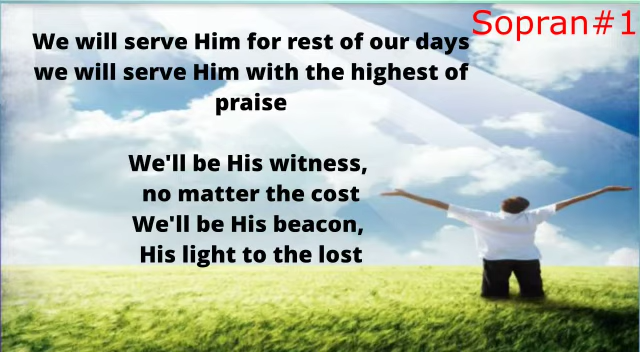 Sopran#1
We will serve Him for rest of our days
we will serve Him with the highest of
praise
We'll be His witness,
no matter the cost
We'll be His beacon,
His light to the lost